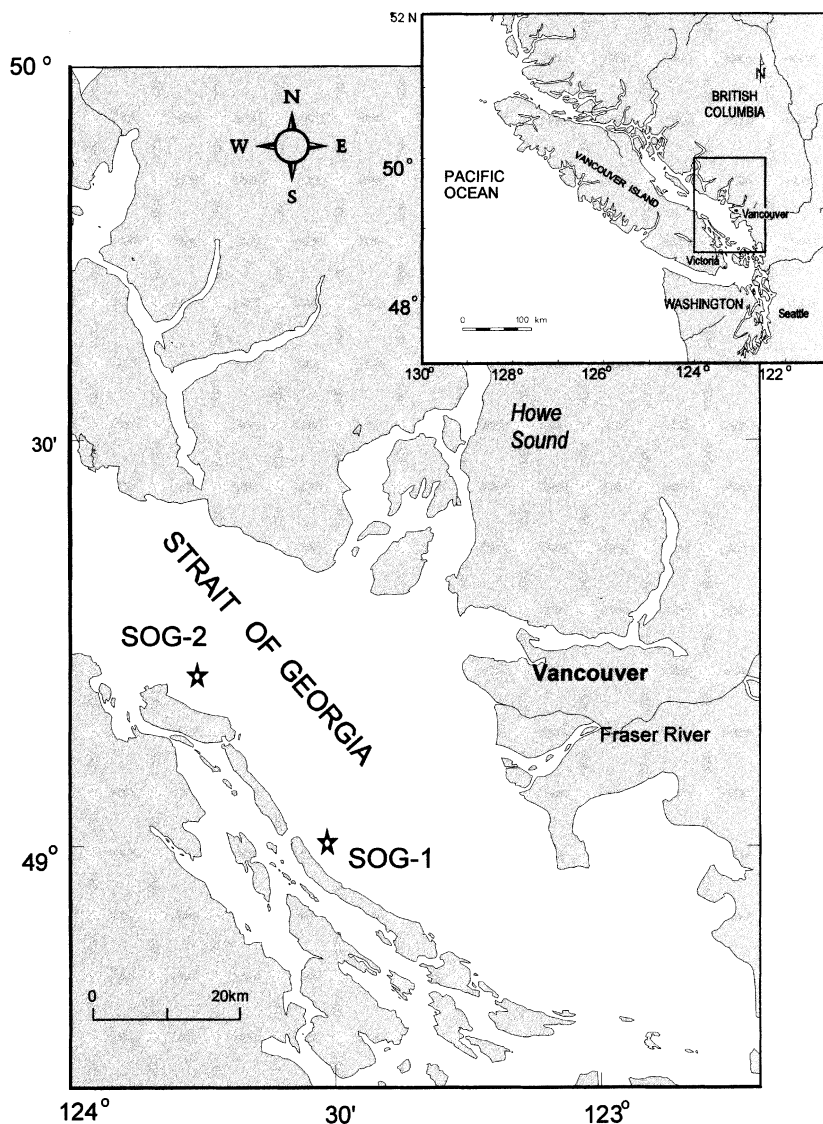 52 N
50 °
N
W E
S
N
BRITISH
COLUMBIA
50°
PACIFIC
OCEAN
VANCOUVER ISLAND
Vancouver
Victoria
48°
WASHINGTON
Seattle
0 100 km
130° 128° 126° 124° 122°
30'
Howe
Sound
STRAIT OF GEORGIA
SOG-2
Vancouver
Fraser River
49°
SOG-1
0 20km
124° 30' 123°